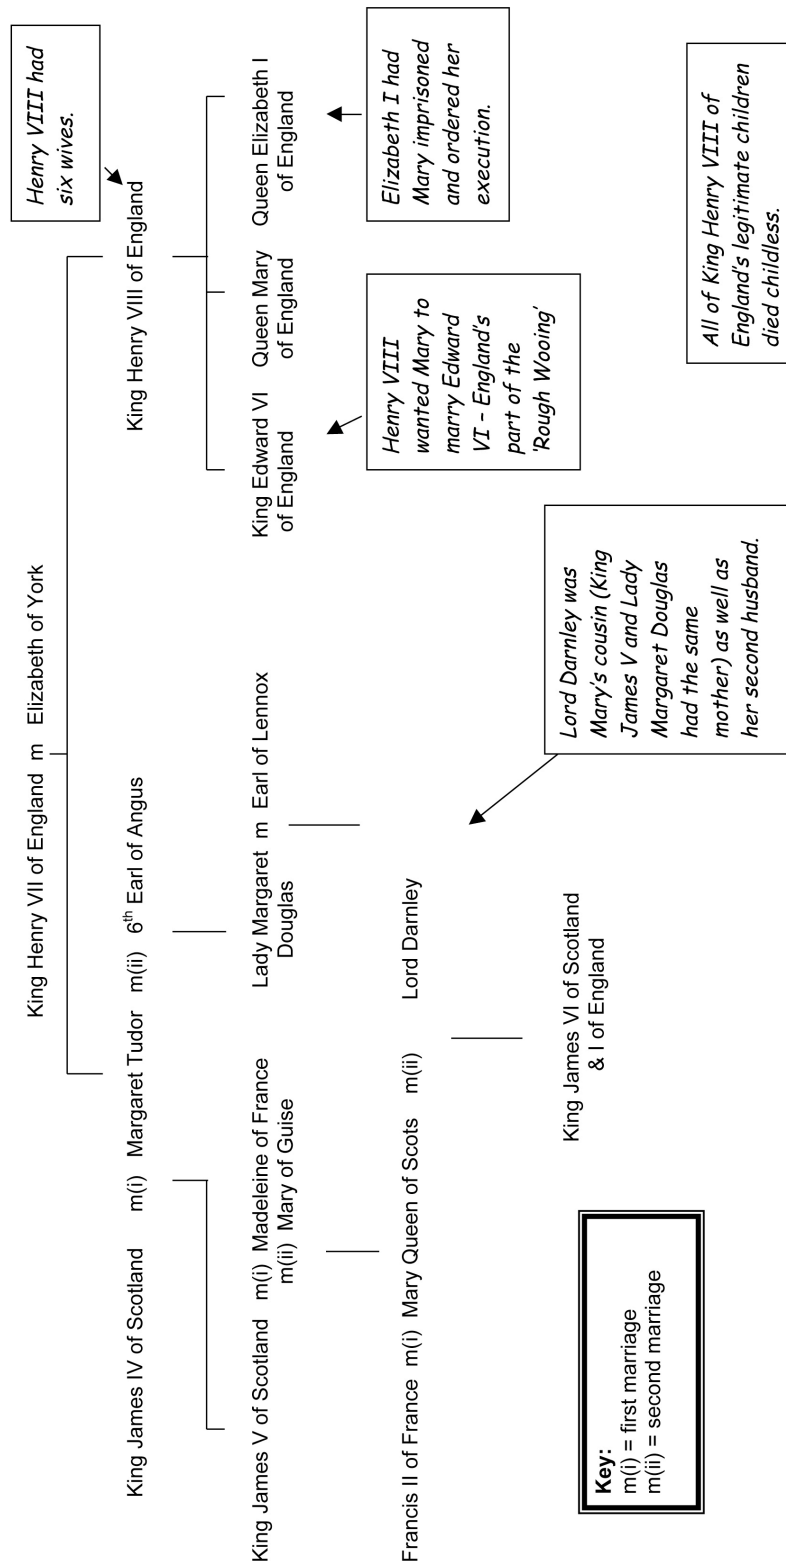 Henry VIII had
six wives.
King Henry VII of England m Elizabeth of York
King James IV of Scotland m(i) Margaret Tudor m(ii) 6th Earl of Angus
King Henry VIII of England
King James V of Scotland m(i) Madeleine of France
m(ii) Mary of Guise
Lady Margaret m Earl of Lennox
Douglas
King Edward VI
of England
Queen Mary
of England
Queen Elizabeth I
of England
Francis II of France m(i) Mary Queen of Scots m(ii) Lord Darnley
Henry VIII
wanted Mary to
marry Edward
VI – England's
part of the
'Rough Wooing'
Elizabeth I had
Mary imprisoned
and ordered her
execution.
King James VI of Scotland
& I of England
Lord Darnley was
Mary's cousin (King
James V and Lady
Margaret Douglas
had the same
mother) as well as
her second husband.
All of King Henry VIII of
England's legitimate children
died childless.
Key:
m(i) = first marriage
m(ii) = second marriage